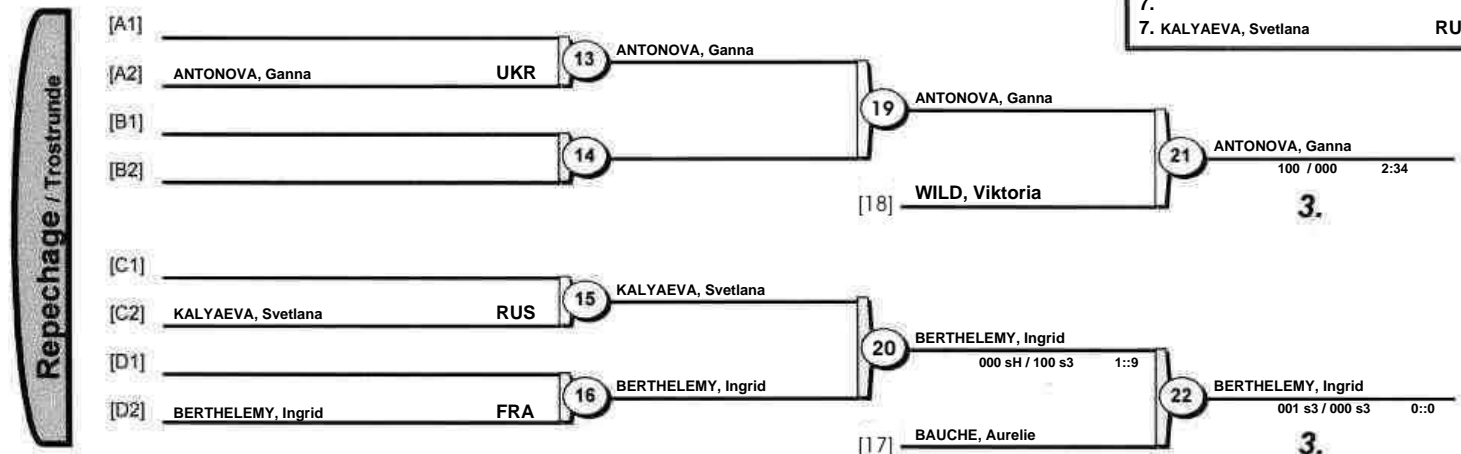 7.
7. KALYAEVA, Svetlana RU
Repechage / Trostrunde
[A1]
[A2] ANTONOVA, Ganna UKR
13 ANTONOVA, Ganna
[B1]
[B2]
14
19 ANTONOVA, Ganna
[18] WILD, Viktoria
21 ANTONOVA, Ganna
100 / 000 2:34
3.
[C1]
[C2] KALYAEVA, Svetlana RUS
15 KALYAEVA, Svetlana
[D1]
[D2] BERTHELEMY, Ingrid FRA
16 BERTHELEMY, Ingrid
20 BERTHELEMY, Ingrid
000 sH / 100 s3 1::9
[17] BAUCHE, Aurelie
22 BERTHELEMY, Ingrid
001 s3 / 000 s3 0::0
3.